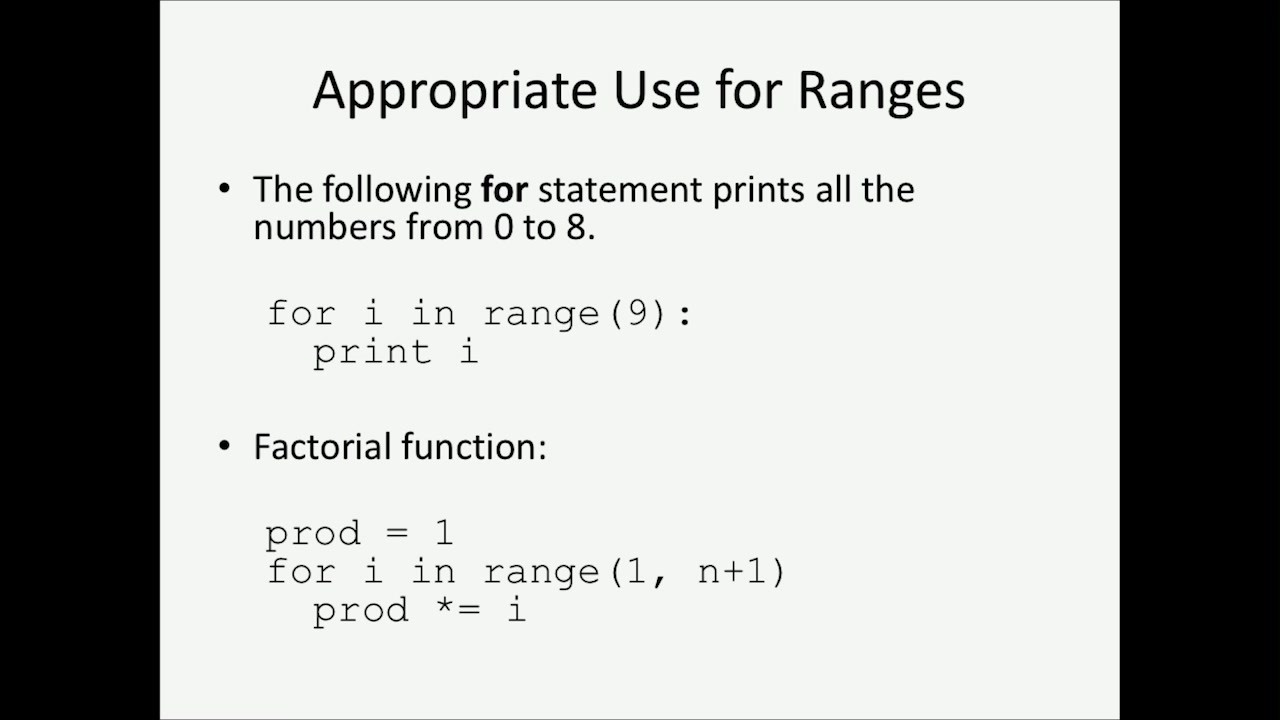 Appropriate Use for Ranges
• The following for statement prints all the
numbers from 0 to 8.
for i in range(9):
  print i
• Factorial function:
prod = 1
for i in range(1, n+1)
  prod *= i